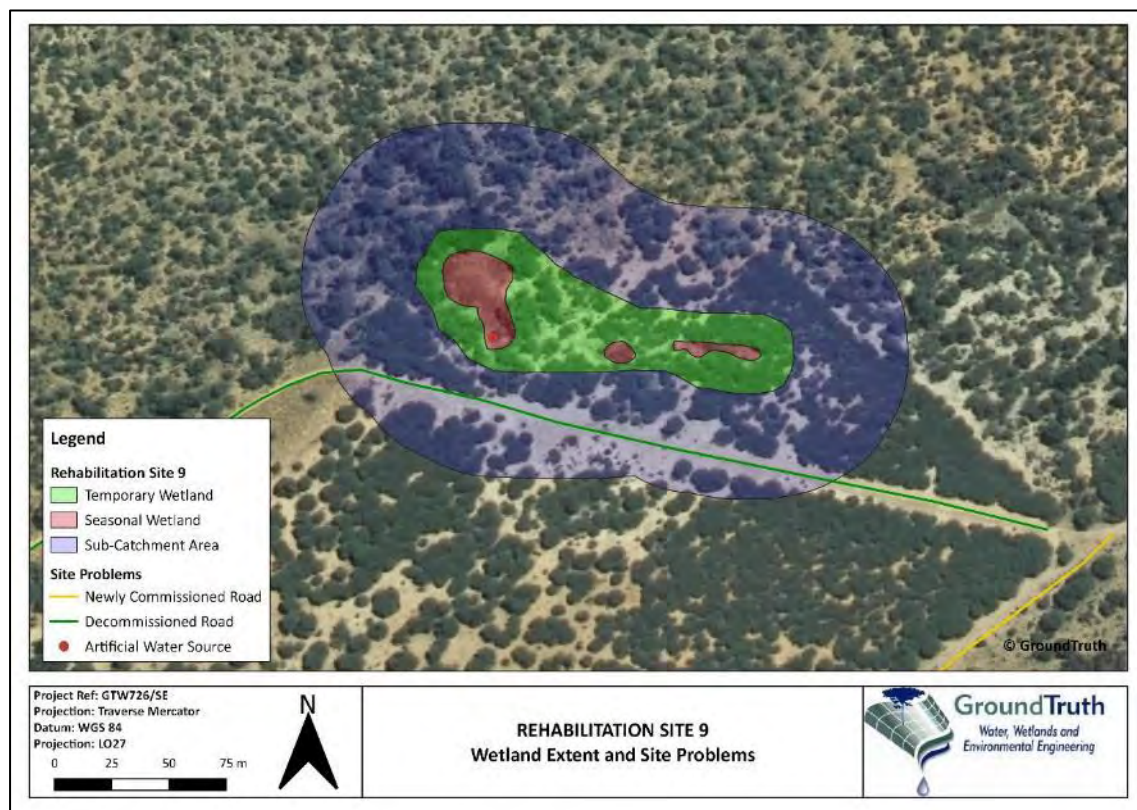 Legend
Rehabilitation Site 9
Temporary Wetland
Seasonal Wetland
Sub-Catchment Area
Site Problems
Newly Commissioned Road
Decommissioned Road
Artificial Water Source
© GroundTruth
Project Ref: GTW726/SE
Projection: Traverse Mercator
Datum: WGS 84
Projection: LO27
0 25 50 75 m
N
REHABILITATION SITE 9
Wetland Extent and Site Problems
GroundTruth
Water, Wetlands and
Environmental Engineering